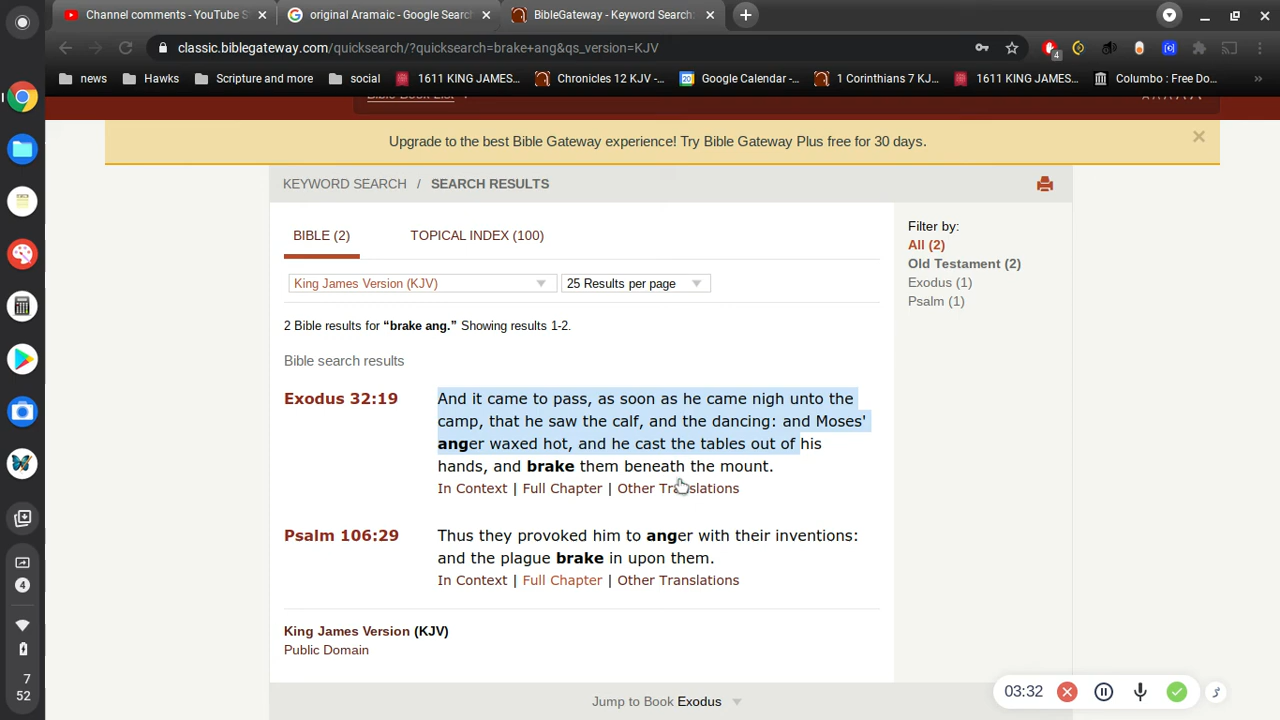 Channel comments - YouTube S
original Aramaic - Google Search
BibleGateway - Keyword Search:
classic.biblegateway.com/quicksearch/?quicksearch=brake+ang&qs_version=KJV
4
news
Hawks
Scripture and more
social
1611 KING JAMES...
Chronicles 12 KJV -...
20
Google Calendar -...
1 Corinthians 7 KJ...
1611 KING JAMES...
Columbo : Free Do...
»
Bible Book List
AAAAA
Upgrade to the best Bible Gateway experience! Try Bible Gateway Plus free for 30 days.
KEYWORD SEARCH / SEARCH RESULTS
BIBLE (2)
TOPICAL INDEX (100)
King James Version (KJV)
25 Results per page
2 Bible results for “brake ang.” Showing results 1-2.
Bible search results
Exodus 32:19
And it came to pass, as soon as he came nigh unto the
camp, that he saw the calf, and the dancing: and Moses'
anger waxed hot, and he cast the tables out of his
hands, and brake them beneath the mount.
In Context | Full Chapter | Other Translations
Psalm 106:29
Thus they provoked him to anger with their inventions:
and the plague brake in upon them.
In Context | Full Chapter | Other Translations
King James Version (KJV)
Public Domain
Jump to Book Exodus
Filter by:
All (2)
Old Testament (2)
Exodus (1)
Psalm (1)
4
7
52
03:32